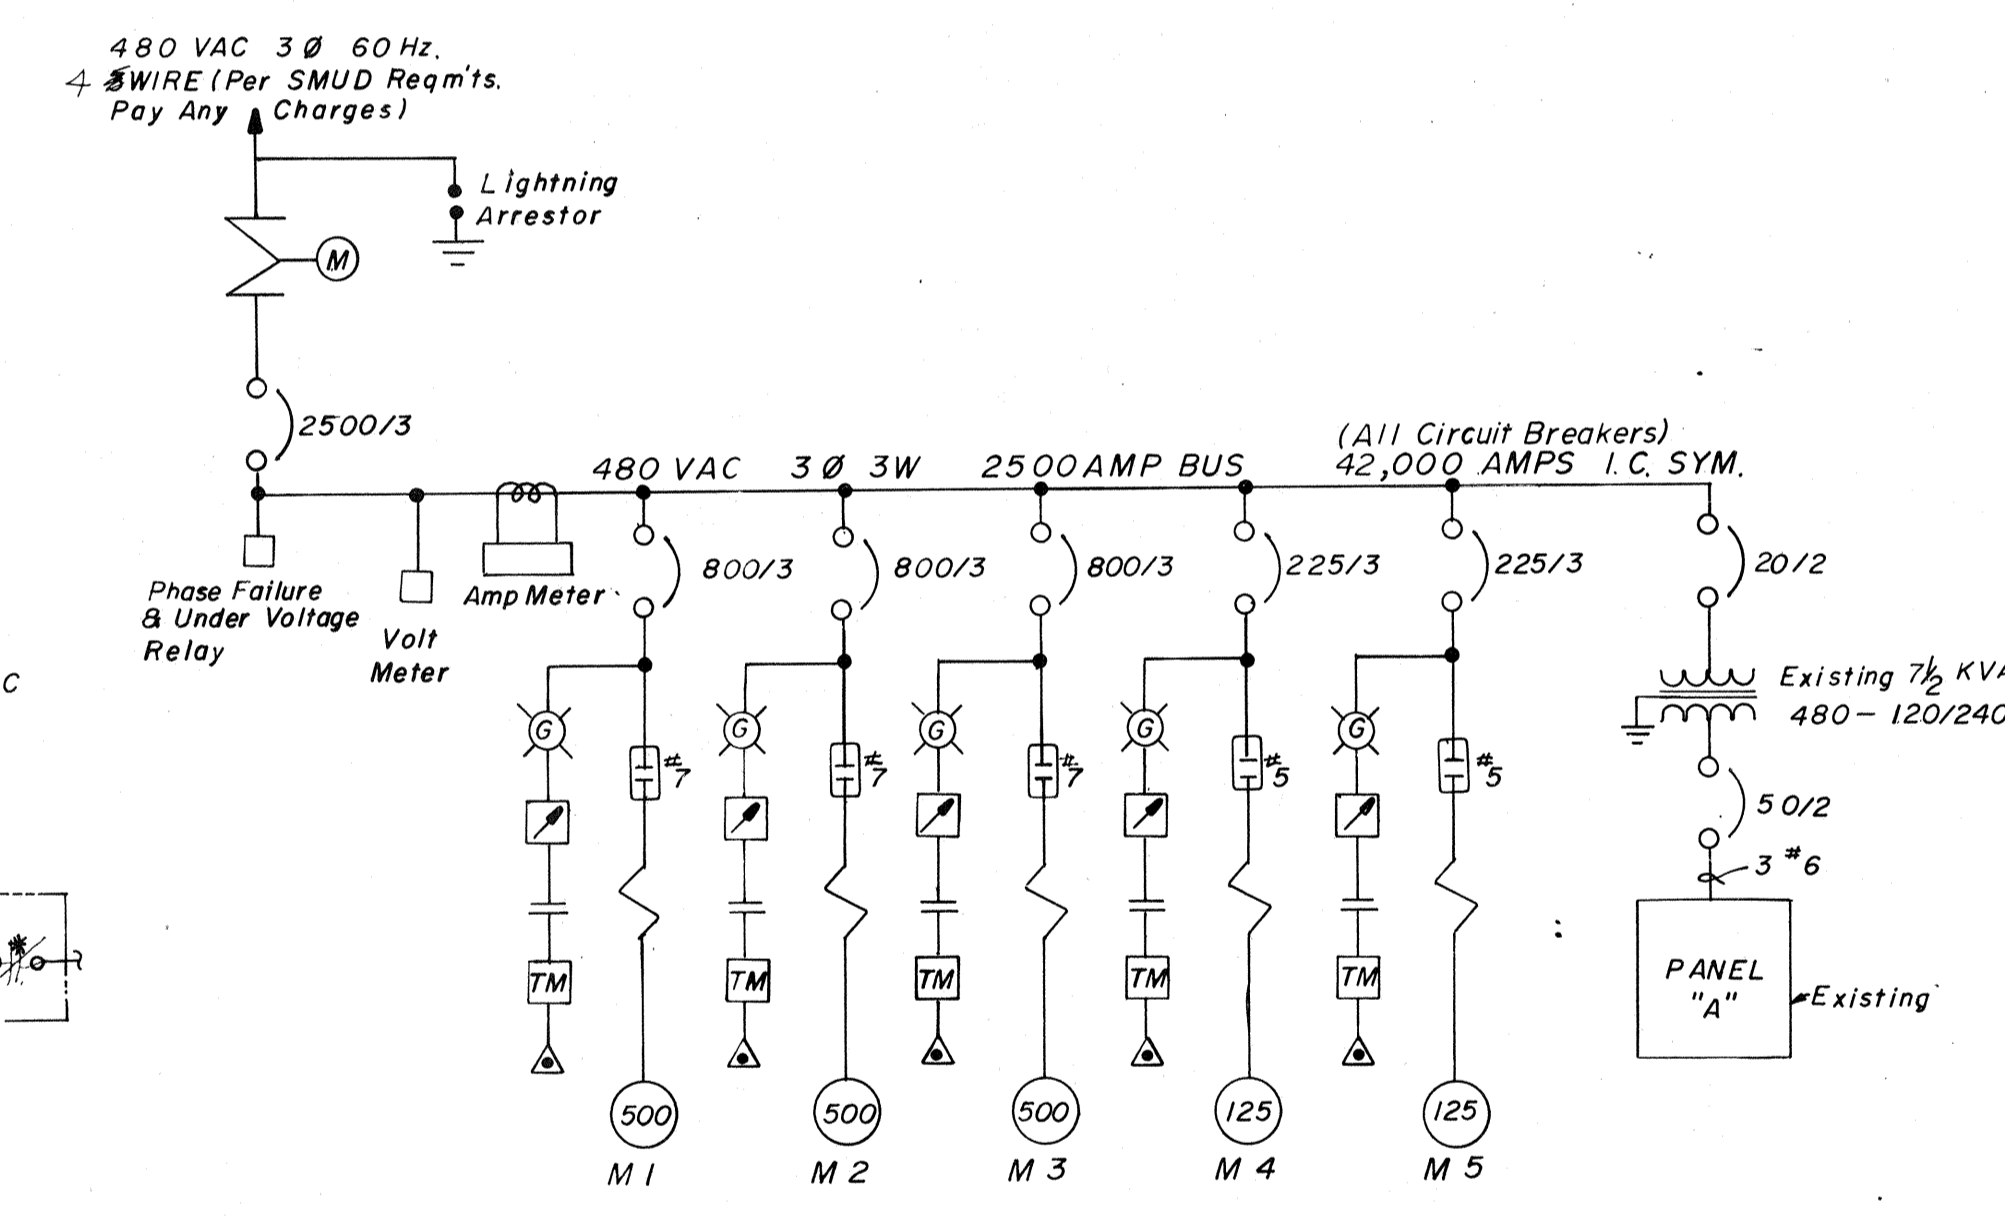 480 VAC 3Ø 60 Hz.
4 WIRE (Per SMUD Reqm'ts.
Pay Any Charges)
Lightning
Arrestor
M
2500/3
(All Circuit Breakers)
480 VAC 3Ø 3W 2500 AMP BUS 42,000 AMPS I.C. SYM.
800/3 800/3 800/3 225/3 225/3 20/2
Phase Failure
& Under Voltage
Relay
Volt
Meter
Amp Meter
C
Existing 7½ KVA
480 - 120/240
G G G G G
#7 #7 #7 #5 #5
50/2
3 #6
TM TM TM TM TM
PANEL
"A"
Existing
500 500 500 125 125
M1 M2 M3 M4 M5